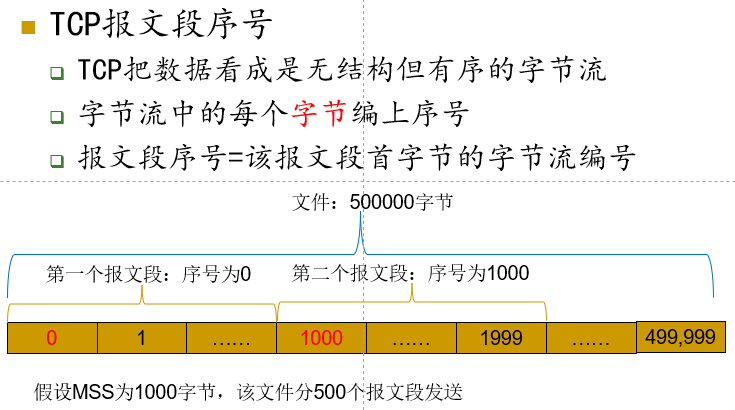 TCP报文段序号
TCP把数据看成是无结构但有序的字节流
字节流中的每个字节编上序号
报文段序号=该报文段首字节的字节流编号
文件：500000字节
第一个报文段：序号为0
第二个报文段：序号为1000
0 1 …… 1000 …… 1999 …… 499,999
假设MSS为1000字节，该文件分500个报文段发送